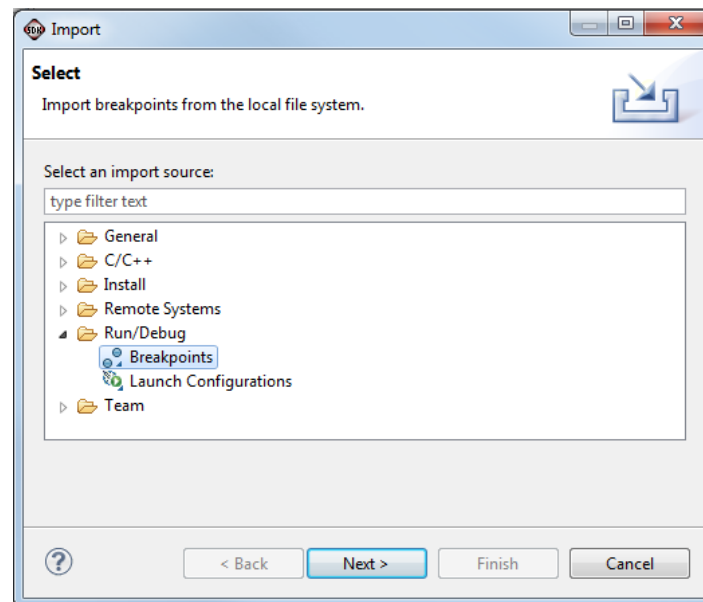 SDK Import
Select
Import breakpoints from the local file system.
Select an import source:
type filter text
General
C/C++
Install
Remote Systems
Run/Debug
Breakpoints
Launch Configurations
Team
? < Back Next > Finish Cancel